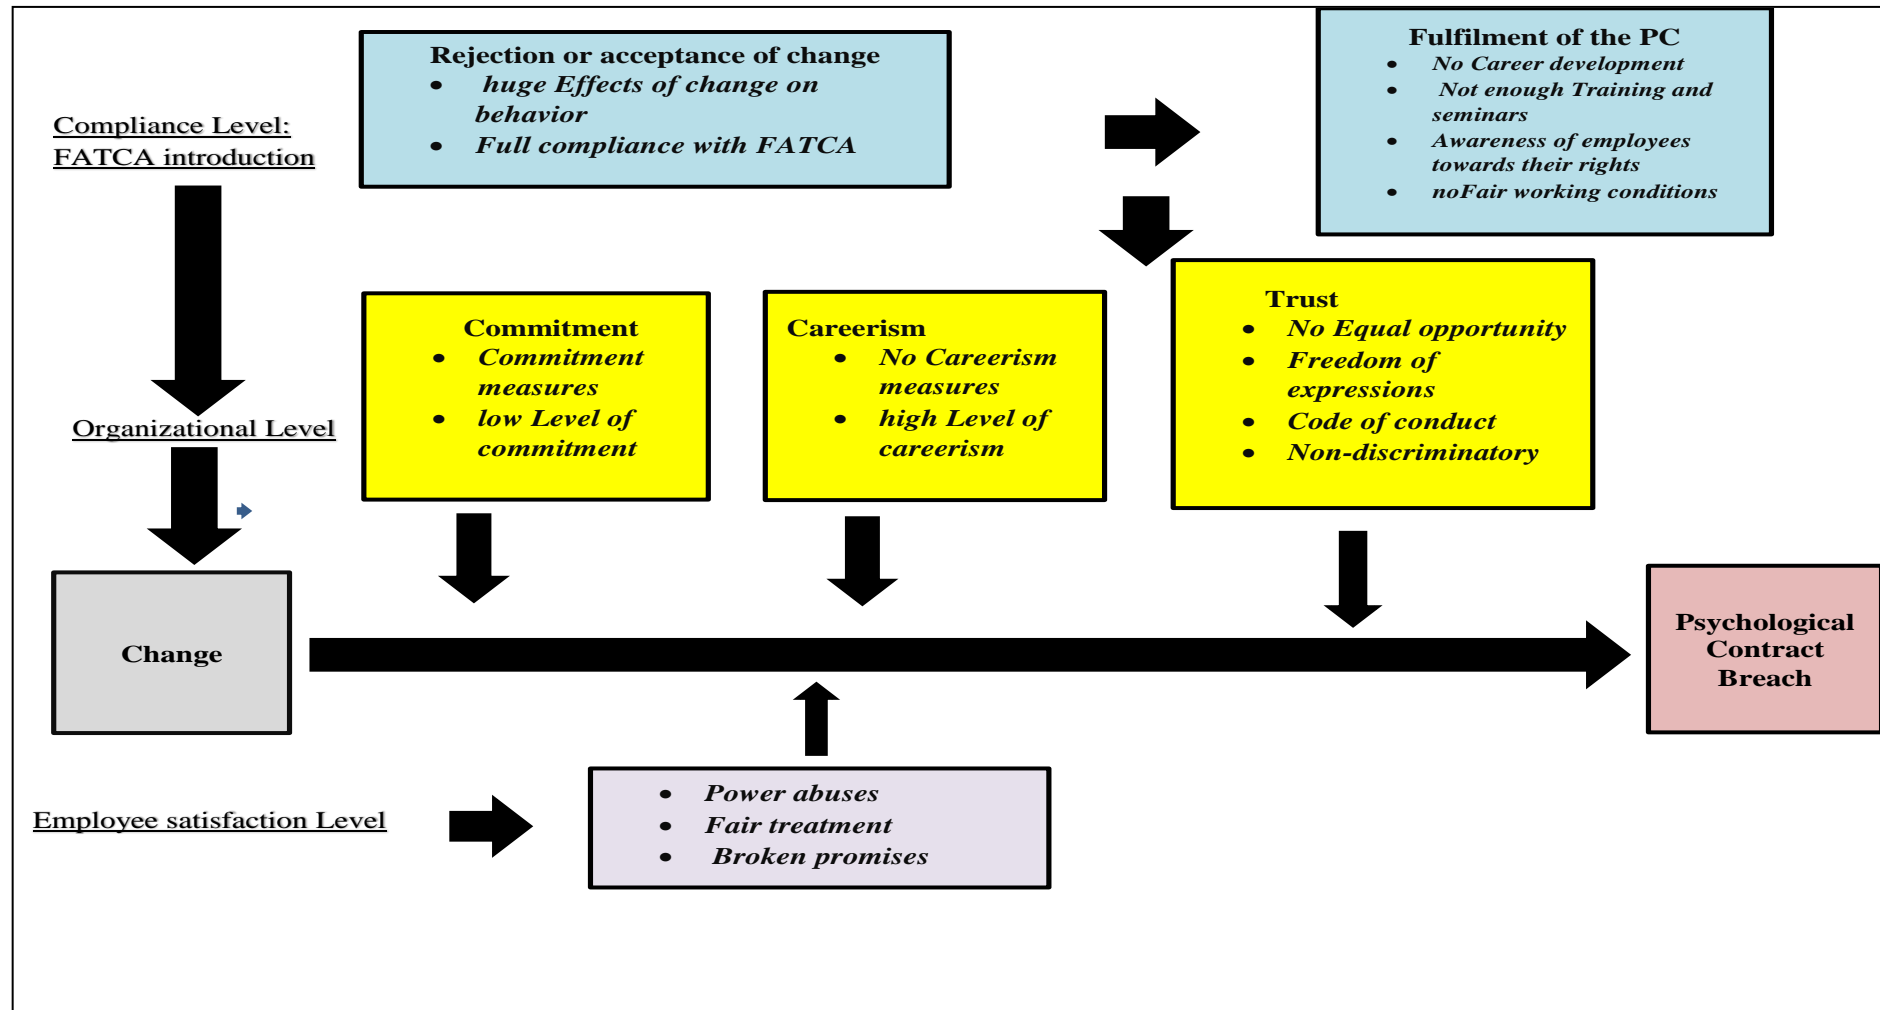 Compliance Level:
FATCA introduction
Rejection or acceptance of change
• huge Effects of change on
behavior
• Full compliance with FATCA
Fulfilment of the PC
• No Career development
• Not enough Training and
seminars
• Awareness of employees
towards their rights
• noFair working conditions
Organizational Level
Commitment
• Commitment
measures
• low Level of
commitment
Careerism
• No Careerism
measures
• high Level of
careerism
Trust
• No Equal opportunity
• Freedom of
expressions
• Code of conduct
• Non-discriminatory
Change
Psychological
Contract
Breach
Employee satisfaction Level
• Power abuses
• Fair treatment
• Broken promises